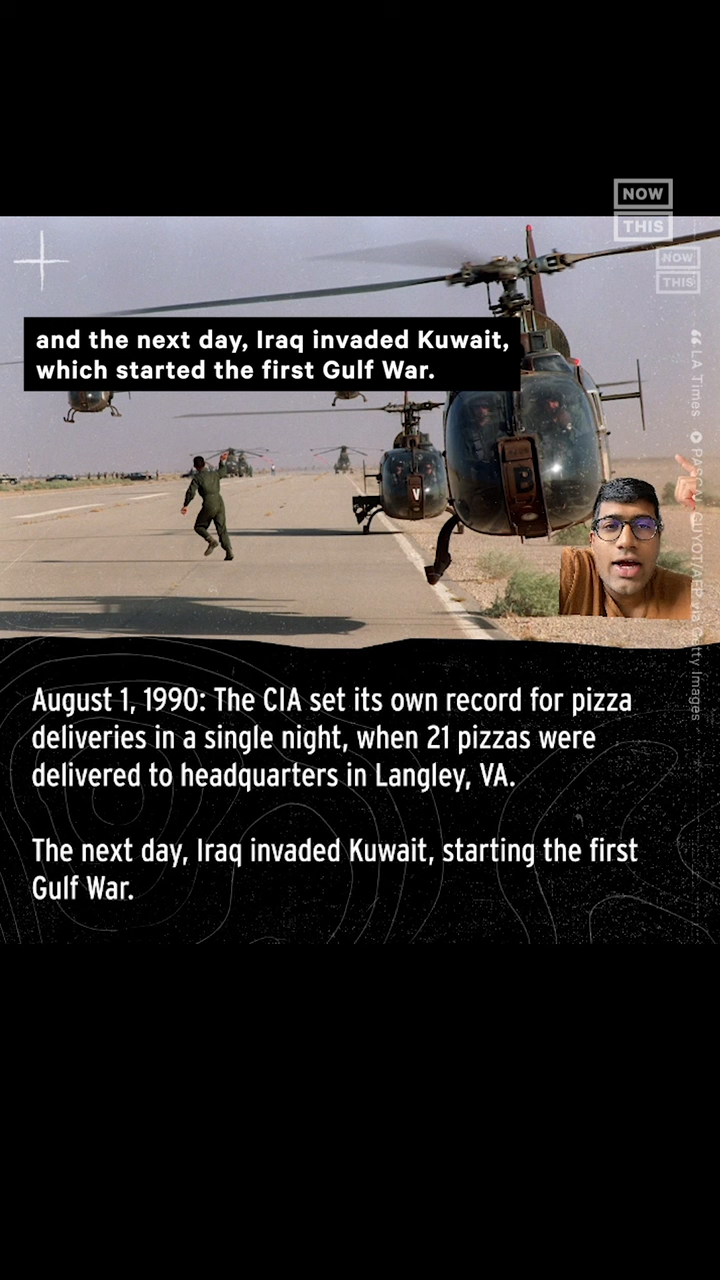 NOW
THIS
NOW
THIS
and the next day, Iraq invaded Kuwait,
which started the first Gulf War.
B
V
LA Times
August 1, 1990: The CIA set its own record for pizza
deliveries in a single night, when 21 pizzas were
delivered to headquarters in Langley, VA.
The next day, Iraq invaded Kuwait, starting the first
Gulf War.